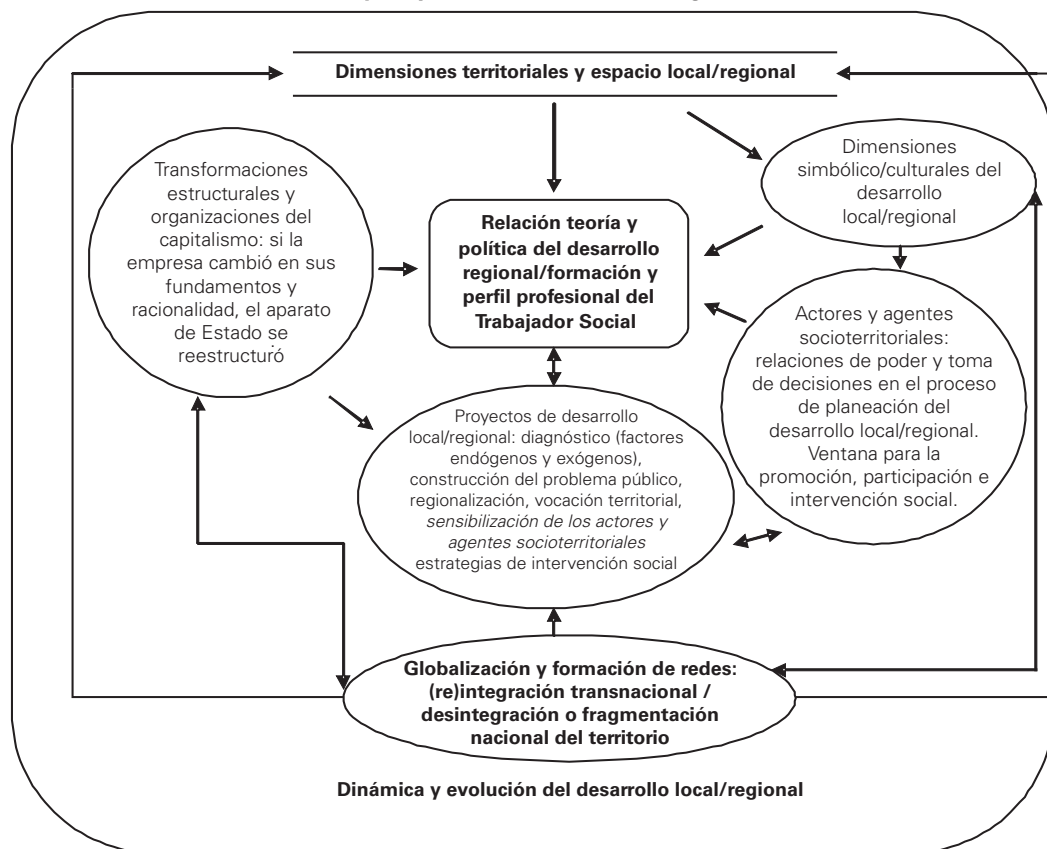 Dimensiones territoriales y espacio local/regional
Transformaciones
estructurales y
organizaciones del
capitalismo: si la
empresa cambió en sus
fundamentos y
racionalidad, el aparato
de Estado se
reestructuró
Dimensiones
simbólico/culturales del
desarrollo
local/regional
Relación teoría y
política del desarrollo
regional/formación y
perfil profesional del
Trabajador Social
Actores y agentes
socioterritoriales:
relaciones de poder y toma
de decisiones en el proceso
de planeación del
desarrollo local/regional.
Ventana para la
promoción, participación e
intervención social.
Proyectos de desarrollo
local/regional: diagnóstico (factores
endógenos y exógenos),
construcción del problema público,
regionalización, vocación territorial,
sensibilización de los actores y
agentes socioterritoriales
estrategias de intervención social
Globalización y formación de redes:
(re)integración transnacional /
desintegración o fragmentación
nacional del territorio
Dinámica y evolución del desarrollo local/regional